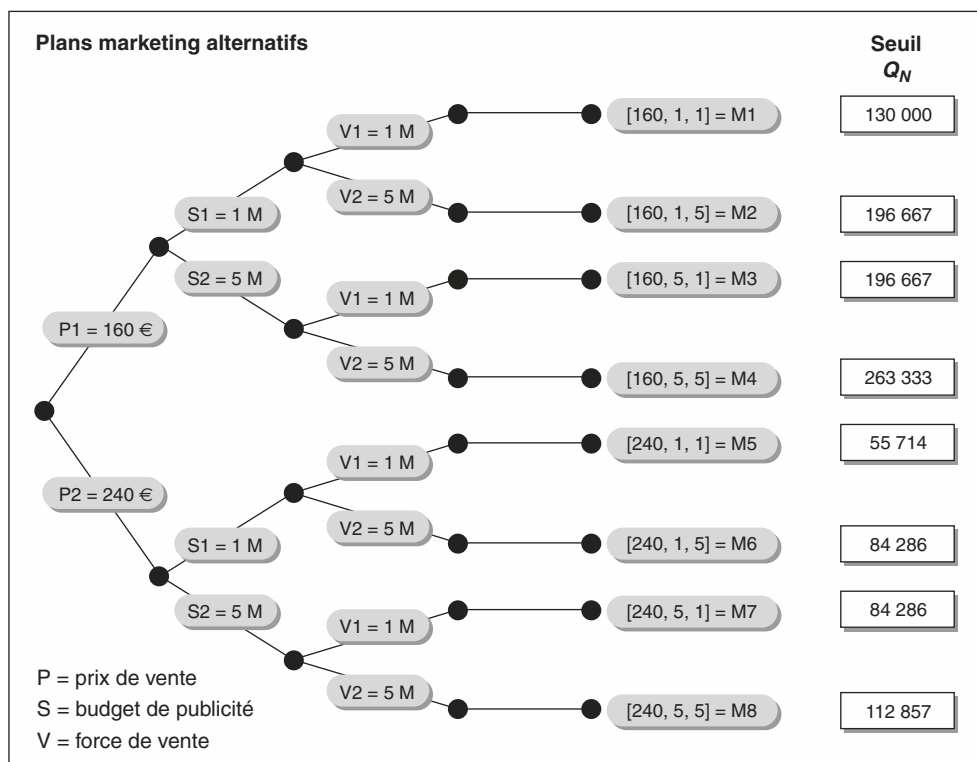 Plans marketing alternatifs
Seuil
Q_N
V1 = 1 M
[160, 1, 1] = M1
130 000
S1 = 1 M
V2 = 5 M
[160, 1, 5] = M2
196 667
P1 = 160 €
S2 = 5 M
V1 = 1 M
[160, 5, 1] = M3
196 667
V2 = 5 M
[160, 5, 5] = M4
263 333
P2 = 240 €
V1 = 1 M
[240, 1, 1] = M5
55 714
S1 = 1 M
V2 = 5 M
[240, 1, 5] = M6
84 286
S2 = 5 M
V1 = 1 M
[240, 5, 1] = M7
84 286
V2 = 5 M
[240, 5, 5] = M8
112 857
P = prix de vente
S = budget de publicité
V = force de vente